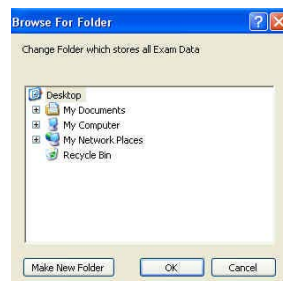 Browse For Folder
Change Folder which stores all Exam Data
Desktop
My Documents
My Computer
My Network Places
Recycle Bin
Make New Folder OK Cancel